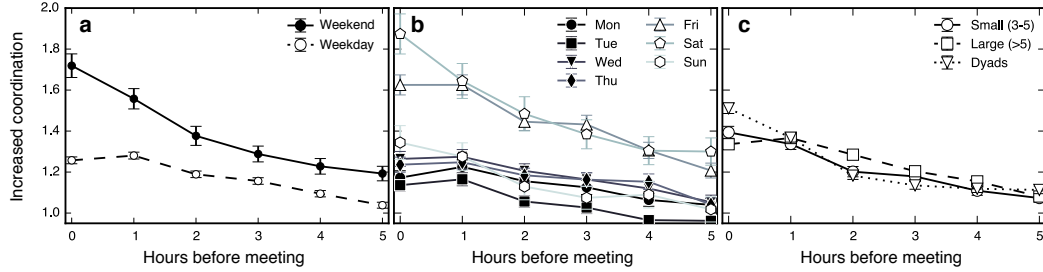 a
Weekend
Weekday
b
Mon
Tue
Wed
Thu
Fri
Sat
Sun
c
Small (3-5)
Large (>5)
Dyads
Increased coordination
2.0
1.8
1.6
1.4
1.2
1.0
0 1 2 3 4 5
0 1 2 3 4 5
0 1 2 3 4 5
Hours before meeting
Hours before meeting
Hours before meeting